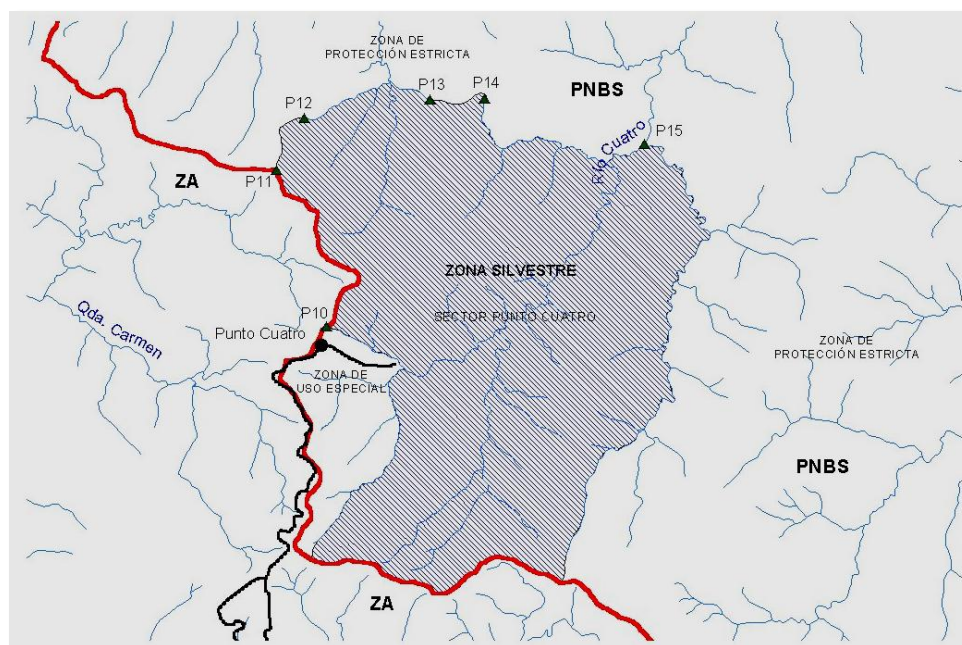 ZONA DE
PROTECCIÓN ESTRICTA
P13
P14
PNBS
P12
Río Cuatro
P15
P11
ZA
ZONA SILVESTRE
P10
SECTOR PUNTO CUATRO
Qda. Carmen
Punto Cuatro
ZONA DE
USO ESPECIAL
ZONA DE
PROTECCIÓN ESTRICTA
PNBS
ZA